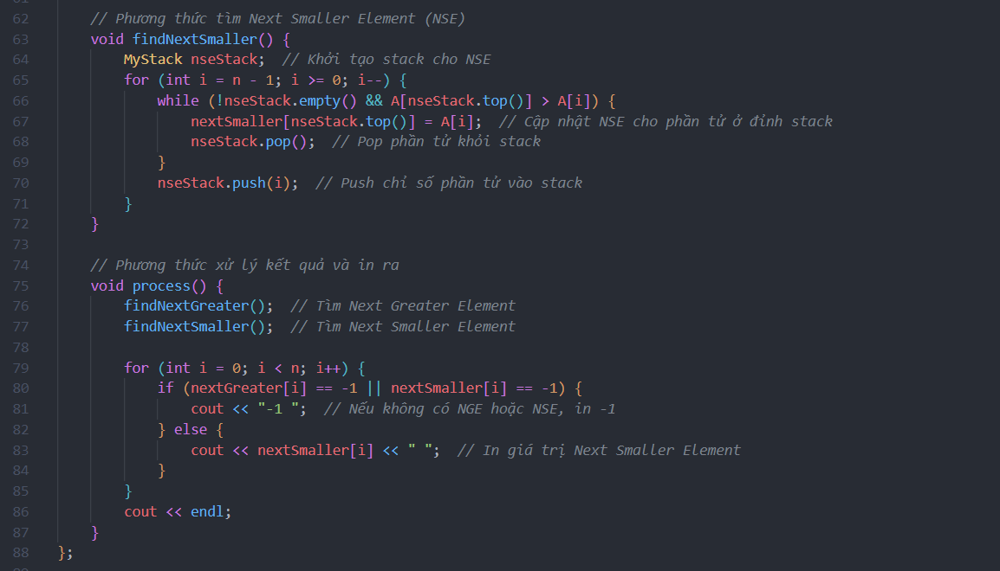 62 // Phương thức tìm Next Smaller Element (NSE)
63 void findNextSmaller() {
64 MyStack nseStack; // Khởi tạo stack cho NSE
65 for (int i = n - 1; i >= 0; i--) {
66 while (!nseStack.empty() && A[nseStack.top()] > A[i]) {
67 nextSmaller[nseStack.top()] = A[i]; // Cập nhật NSE cho phần tử ở đỉnh stack
68 nseStack.pop(); // Pop phần tử khỏi stack
69 }
70 nseStack.push(i); // Push chỉ số phần tử vào stack
71 }
72 }
73
74 // Phương thức xử lý kết quả và in ra
75 void process() {
76 findNextGreater(); // Tìm Next Greater Element
77 findNextSmaller(); // Tìm Next Smaller Element
78
79 for (int i = 0; i < n; i++) {
80 if (nextGreater[i] == -1 || nextSmaller[i] == -1) {
81 cout << "-1 "; // Nếu không có NGE hoặc NSE, in -1
82 } else {
83 cout << nextSmaller[i] << " "; // In giá trị Next Smaller Element
84 }
85 }
86 cout << endl;
87 }
88 };